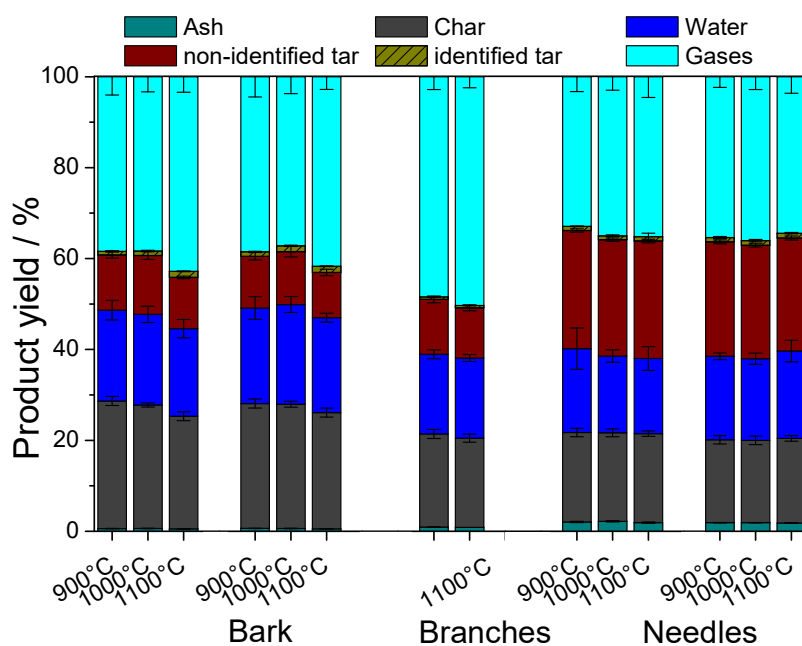 Ash Char Water
non-identified tar identified tar Gases
Product yield / %
100
80
60
40
20
0
900°C 1000°C 1100°C 900°C 1000°C 1100°C 1100°C 900°C 1000°C 1100°C 900°C 1000°C 1100°C
Bark Branches Needles